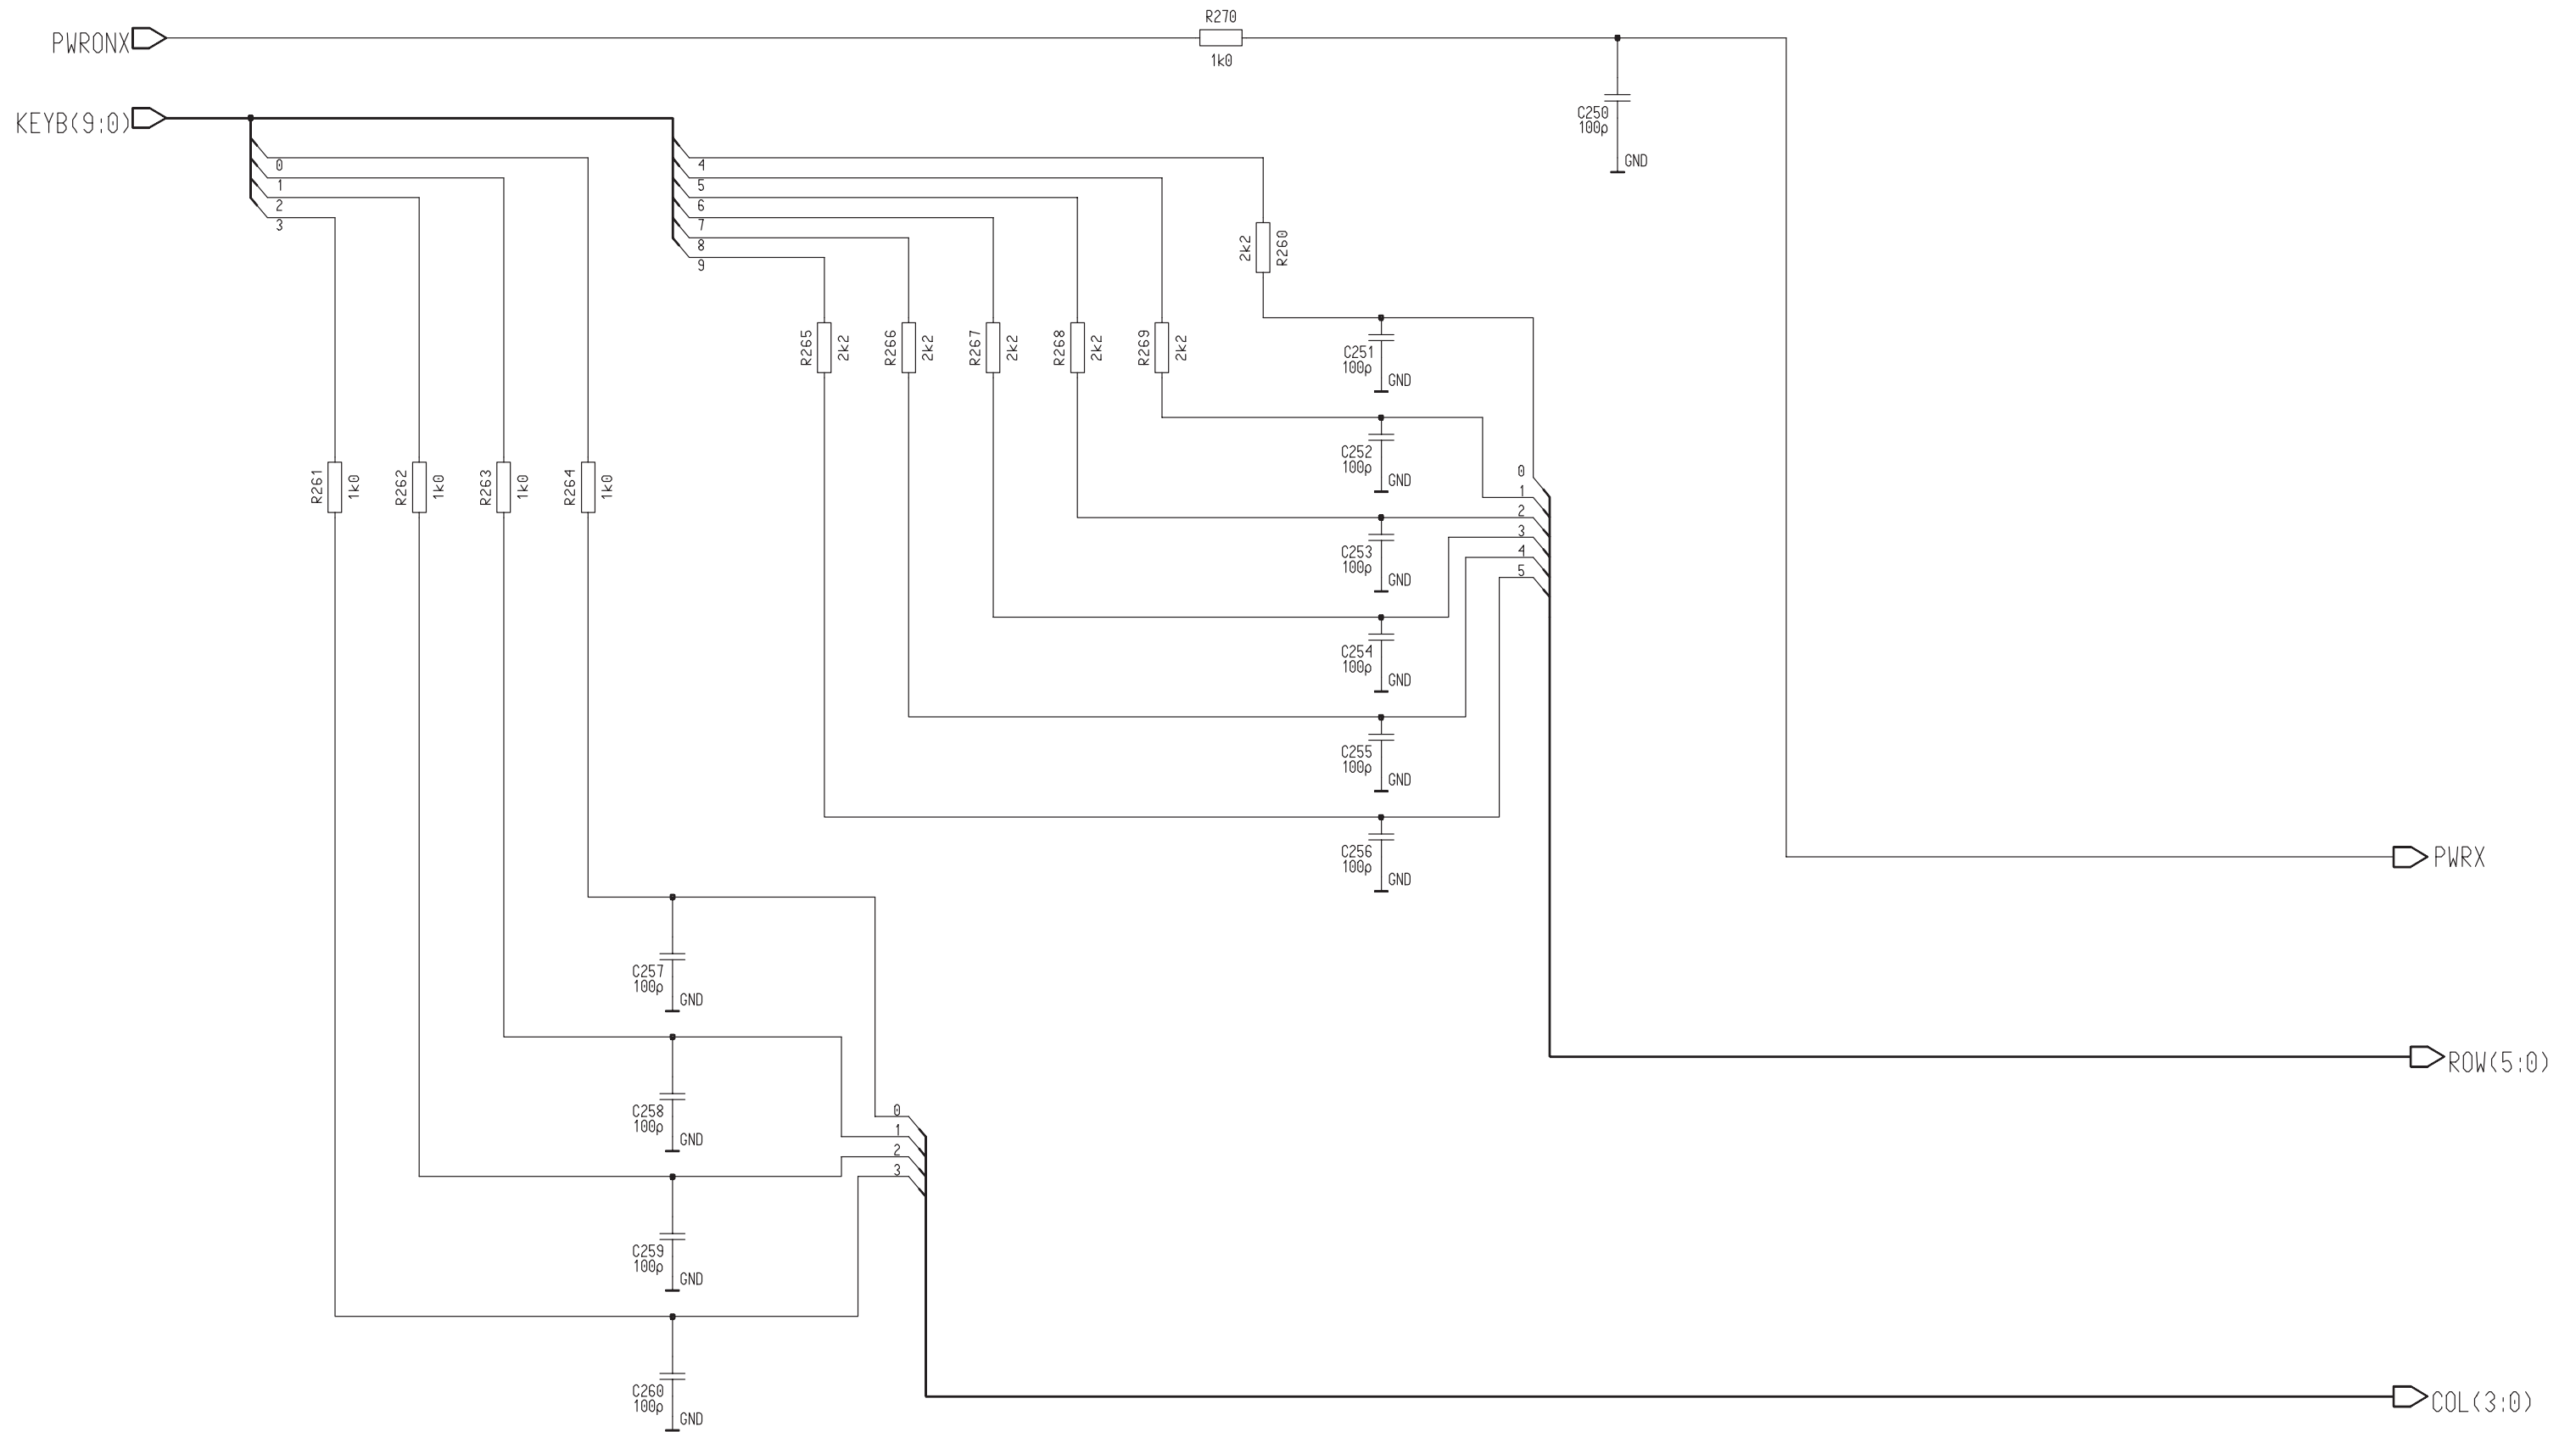 R270
PWRONX
1k0
KEYB(9:0)
C250
100p
GND
0
1
2
3
4
5
6
7
8
9
2k2
R260
R265
2k2
R266
2k2
R267
2k2
R268
2k2
R269
2k2
C251
100p
GND
C252
100p
GND
R261
1k0
R262
1k0
R263
1k0
R264
1k0
0
1
2
3
4
5
C253
100p
GND
C254
100p
GND
C255
100p
GND
C256
100p
GND
PWRX
C257
100p
GND
ROW(5:0)
C258
100p
GND
0
1
2
3
C259
100p
GND
C260
100p
GND
COL(3:0)